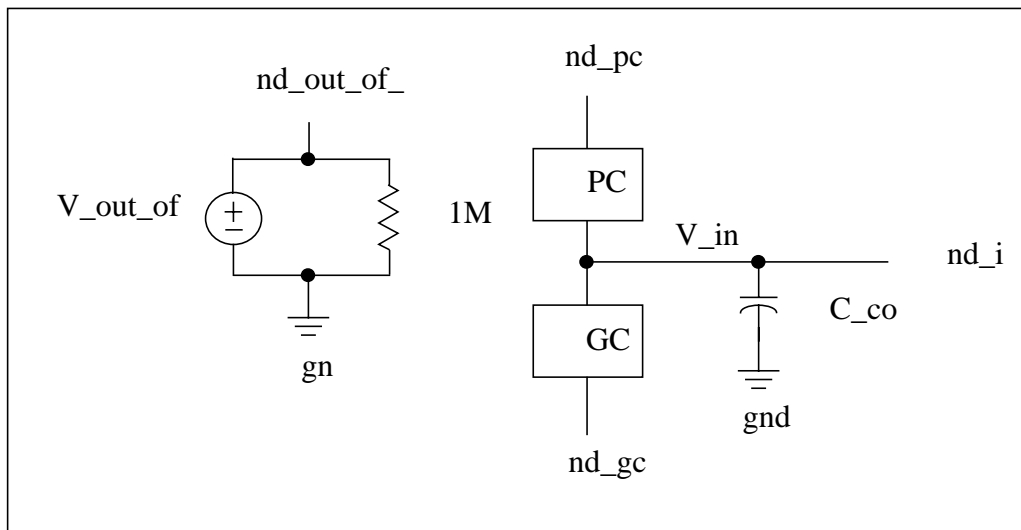 nd_pc
nd_out_of_
PC
V_out_of
+
−
1M
V_in
nd_i
C_co
GC
gn
gnd
nd_gc